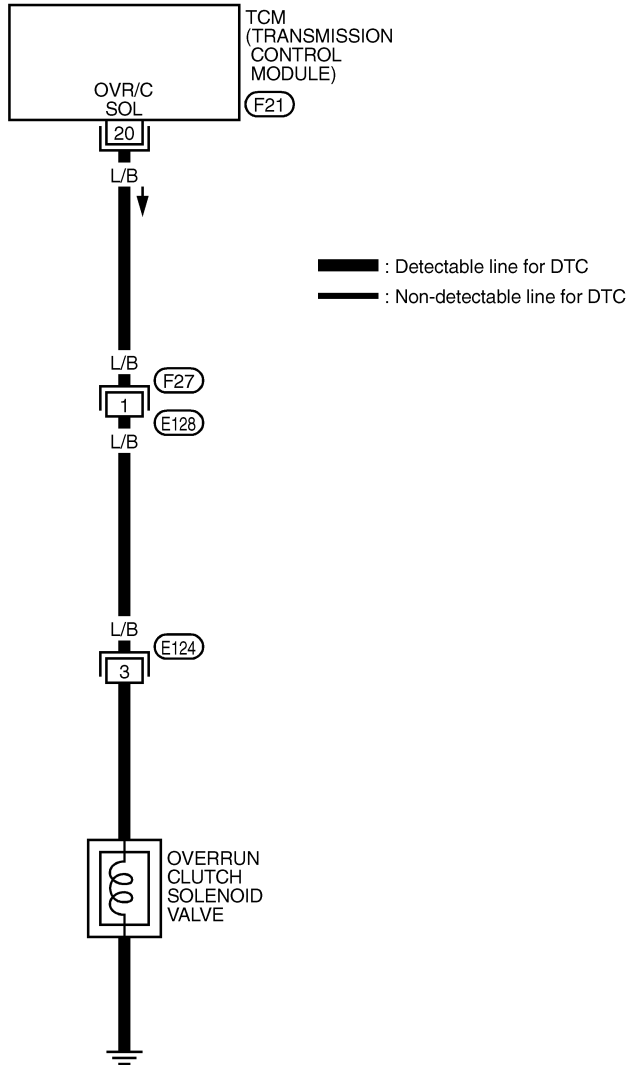 TCM
(TRANSMISSION
CONTROL
MODULE)
OVR/C
SOL
F21
20
L/B
: Detectable line for DTC
: Non-detectable line for DTC
L/B
F27
1
E128
L/B
L/B
E124
3
OVERRUN
CLUTCH
SOLENOID
VALVE